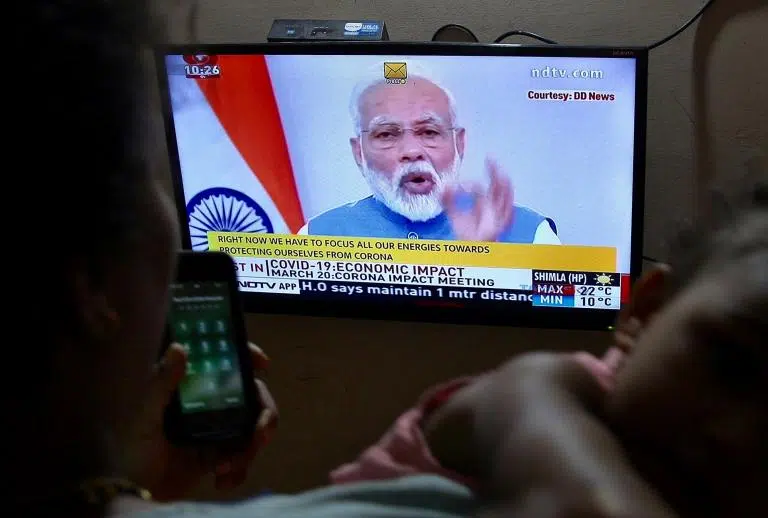 10:26
ndtv.com
Courtesy: DD News
RIGHT NOW WE HAVE TO FOCUS ALL OUR ENERGIES TOWARDS
PROTECTING OURSELVES FROM CORONA
ST IN
COVID-19:ECONOMIC IMPACT
MARCH 20:CORONA IMPACT MEETING
NDTV APP
H.O says maintain 1 mtr distanc
SHIMLA (HP)
MAX 22 °C
MIN 10 °C